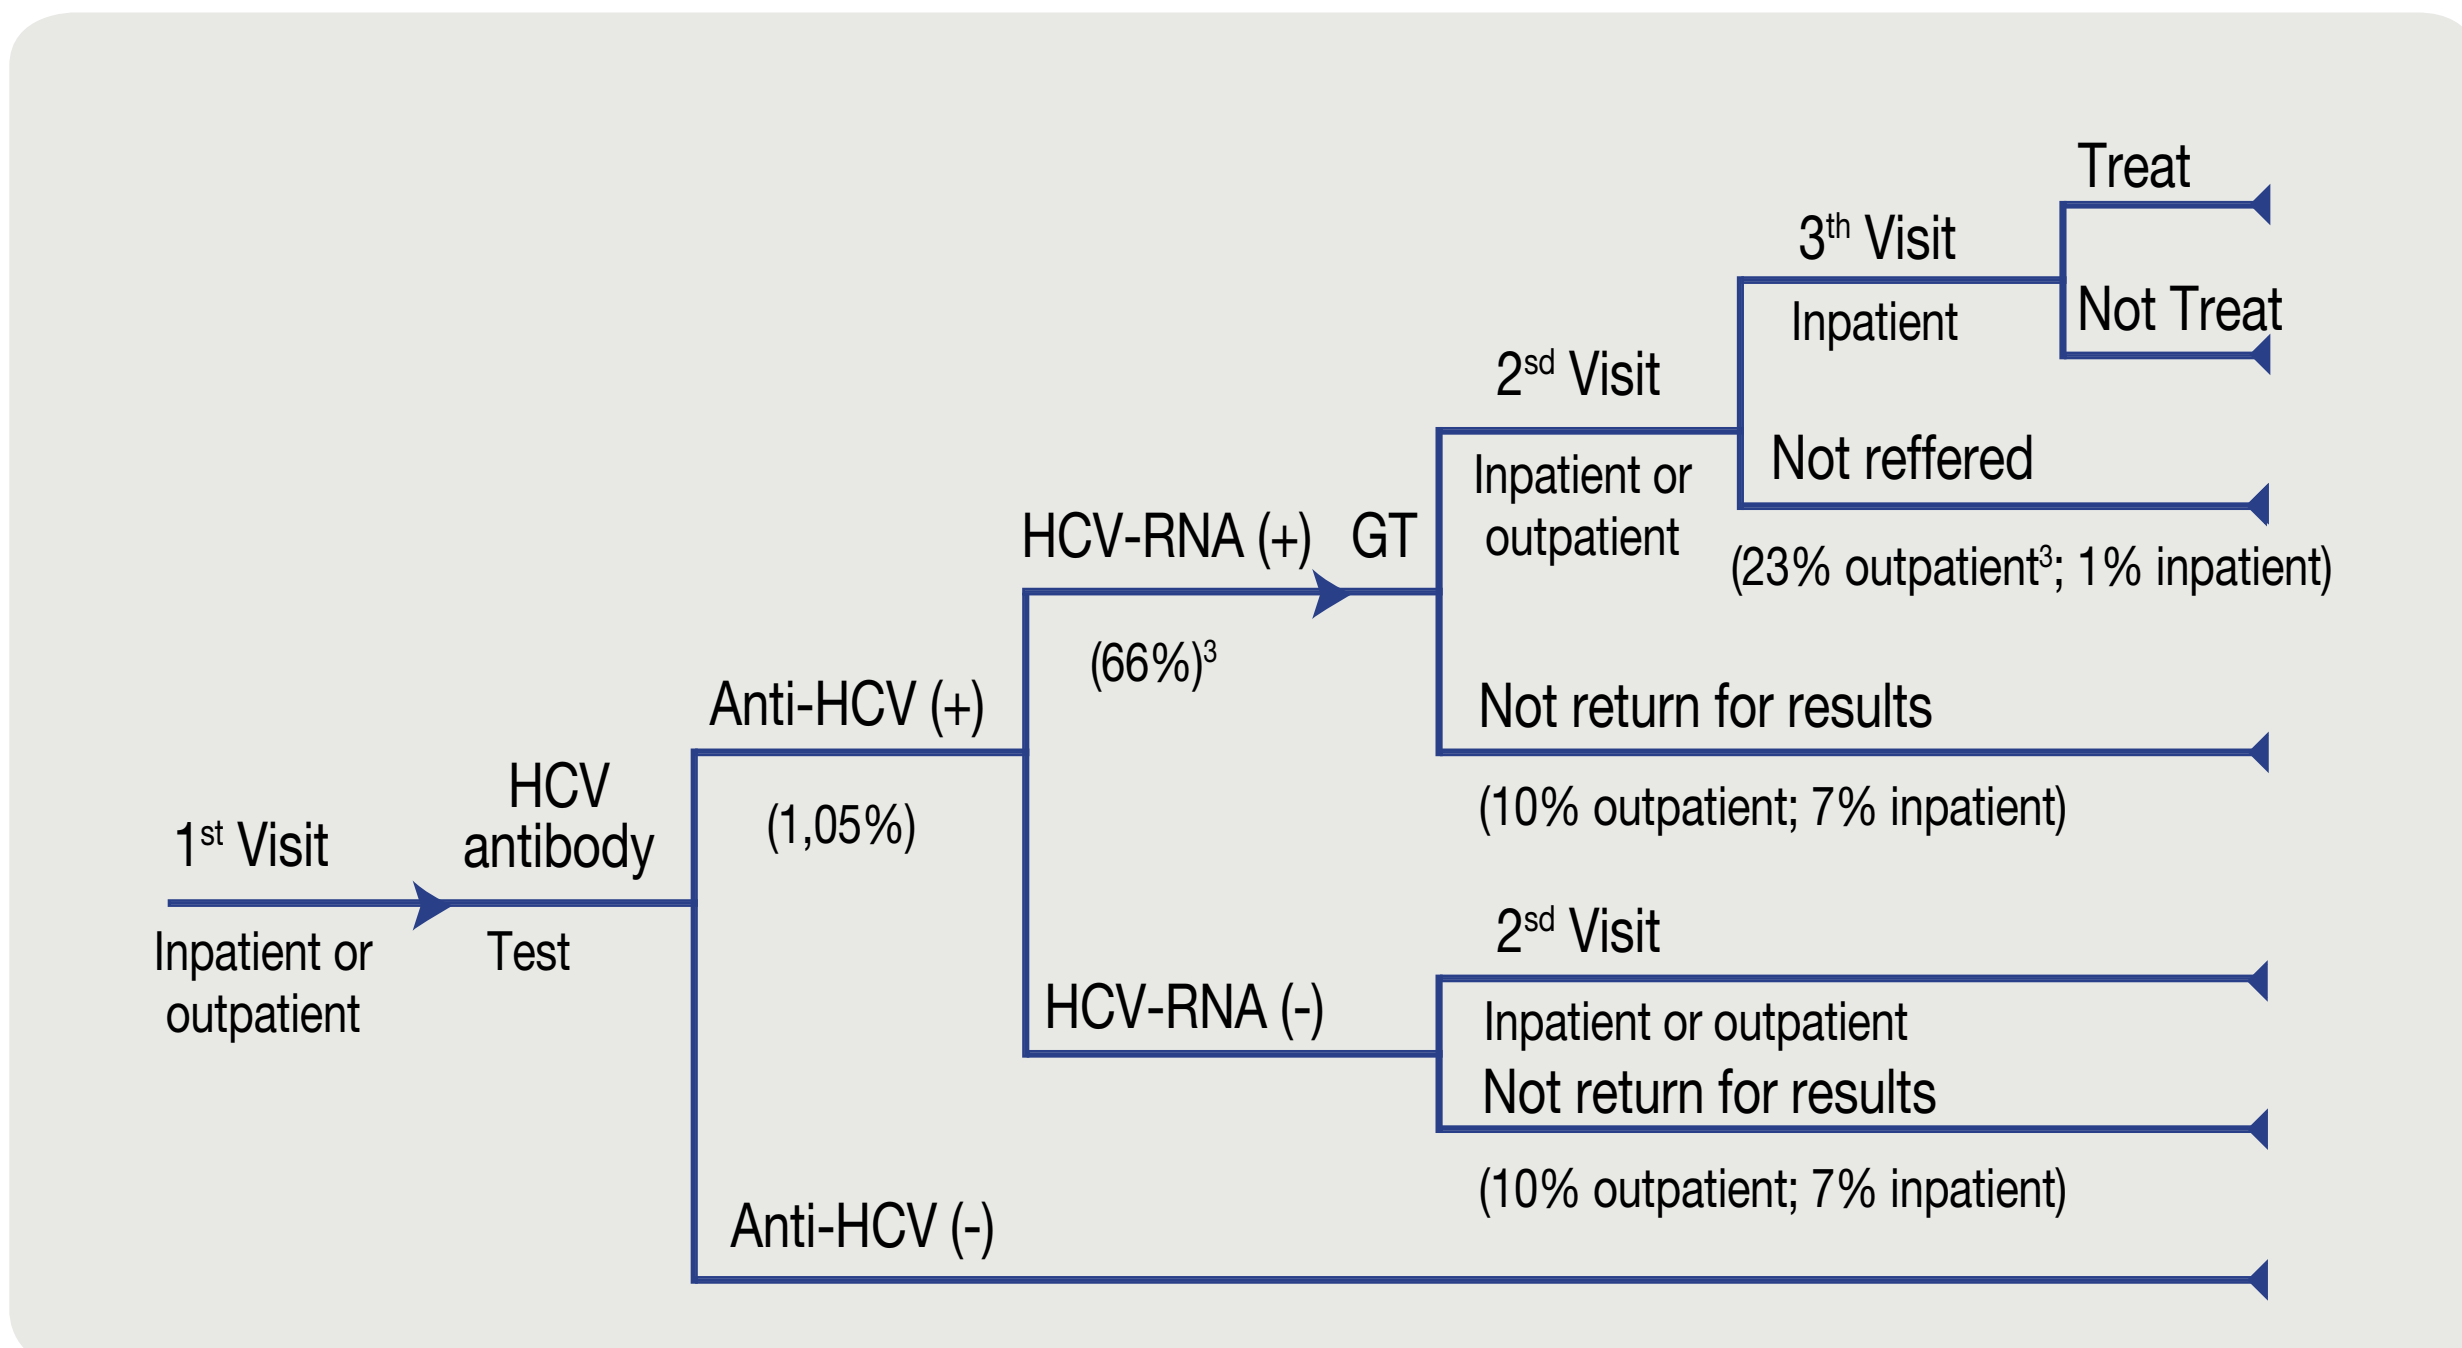 1st Visit
Inpatient or
outpatient
HCV
antibody
Test
Anti-HCV (+)
(1,05%)
Anti-HCV (-)
HCV-RNA (+)
(66%)3
GT
HCV-RNA (-)
2sd Visit
Inpatient or
outpatient
Not return for results
(10% outpatient; 7% inpatient)
2sd Visit
Inpatient or outpatient
Not return for results
(10% outpatient; 7% inpatient)
3th Visit
Inpatient
Not reffered
(23% outpatient3; 1% inpatient)
Treat
Not Treat